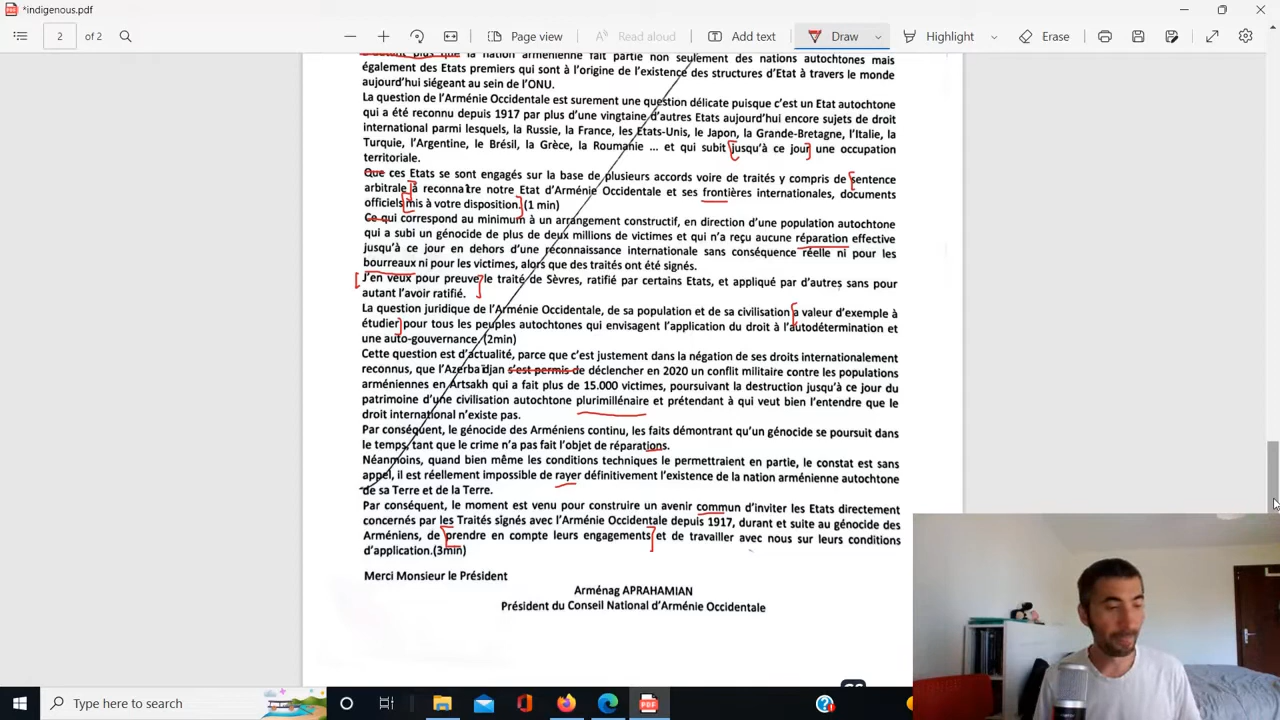 *indigenous.pdf
2 of 2 Page view Read aloud Add text Draw Highlight Erase
D'autant plus que la nation arménienne fait partie non seulement des nations autochtones mais
également des Etats premiers qui sont à l'origine de l'existence des structures d'Etat à travers le monde
aujourd'hui siégeant au sein de l'ONU.
La question de l'Arménie Occidentale est surement une question délicate puisque c'est un Etat autochtone
qui a été reconnu depuis 1917 par plus d'une vingtaine d'autres Etats aujourd'hui encore sujets de droit
international parmi lesquels, la Russie, la France, les Etats-Unis, le Japon, la Grande-Bretagne, l'Italie, la
Turquie, l'Argentine, le Brésil, la Grèce, la Roumanie ... et qui subit jusqu'à ce jour une occupation
territoriale.
Que ces Etats se sont engagés sur la base de plusieurs accords voire de traités y compris de sentence
arbitrale à reconnaitre notre Etat d'Arménie Occidentale et ses frontières internationales, documents
officiels mis à votre disposition. (1 min)
Ce qui correspond au minimum à un arrangement constructif, en direction d'une population autochtone
qui a subi un génocide de plus de deux millions de victimes et qui n'a reçu aucune réparation effective
jusqu'à ce jour en dehors d'une reconnaissance internationale sans conséquence réelle ni pour les
bourreaux ni pour les victimes, alors que des traités ont été signés.
J'en veux pour preuve le traité de Sèvres, ratifié par certains Etats, et appliqué par d'autres sans pour
autant l'avoir ratifié.
La question juridique de l'Arménie Occidentale, de sa population et de sa civilisation a valeur d'exemple à
étudier pour tous les peuples autochtones qui envisagent l'application du droit à l'autodétermination et
une auto-gouvernance. (2min)
Cette question est d'actualité, parce que c'est justement dans la négation de ses droits internationalement
reconnus, que l'Azerbaïdjan s'est permis de déclencher en 2020 un conflit militaire contre les populations
arméniennes en Artsakh qui a fait plus de 15.000 victimes, poursuivant la destruction jusqu'à ce jour du
patrimoine d'une civilisation autochtone plurimillénaire et prétendant à qui veut bien l'entendre que le
droit international n'existe pas.
Par conséquent, le génocide des Arméniens continu, les faits démontrant qu'un génocide se poursuit dans
le temps, tant que le crime n'a pas fait l'objet de réparations.
Néanmoins, quand bien même les conditions techniques le permettraient en partie, le constat est sans
appel, il est réellement impossible de rayer définitivement l'existence de la nation arménienne autochtone
de sa Terre et de la Terre.
Par conséquent, le moment est venu pour construire un avenir commun d'inviter les Etats directement
concernés par les Traités signés avec l'Arménie Occidentale depuis 1917, durant et suite au génocide des
Arméniens, de prendre en compte leurs engagements et de travailler avec nous sur leurs conditions
d'application.(3min)
Merci Monsieur le Président
Arménag APRAHAMIAN
Président du Conseil National d'Arménie Occidentale
Type here to search